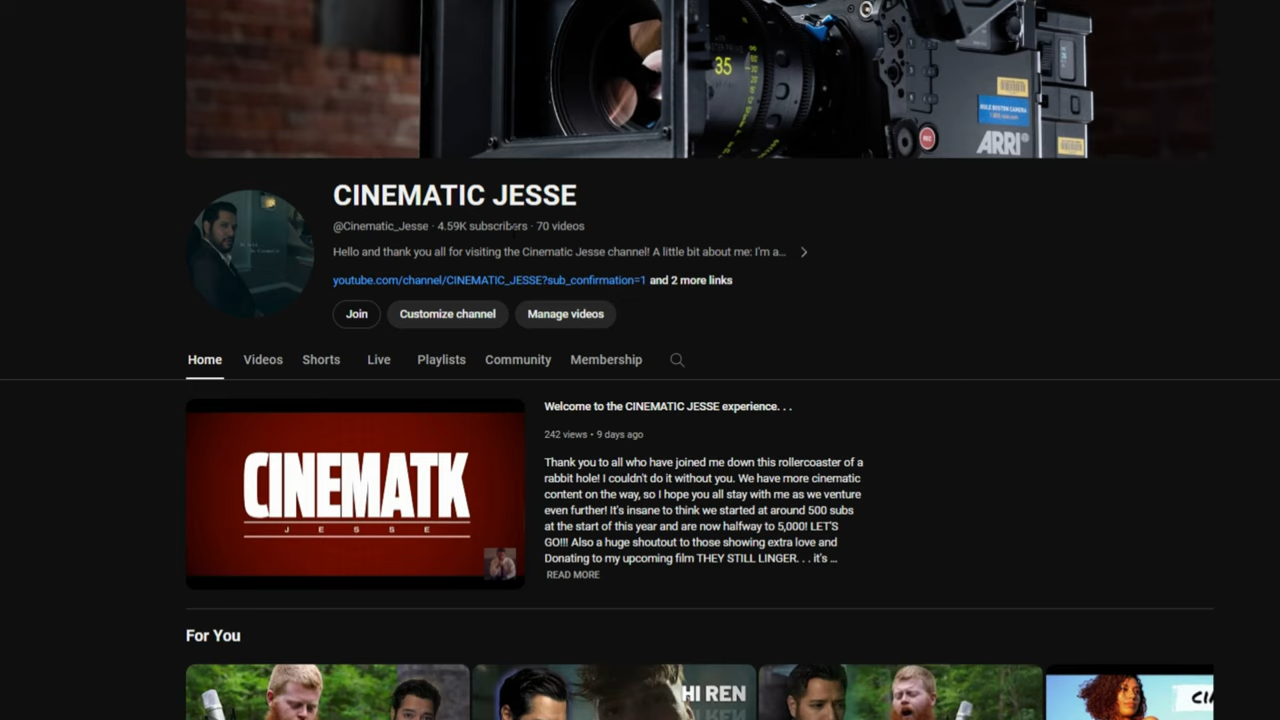 35
RULE BOSTON CAMERA
REC
ARRI
CINEMATIC JESSE
@Cinematic_Jesse · 4.59K subscribers · 70 videos
Hello and thank you all for visiting the Cinematic Jesse channel! A little bit about me: I'm a...
youtube.com/channel/CINEMATIC_JESSE?sub_confirmation=1 and 2 more links
Join Customize channel Manage videos
Home Videos Shorts Live Playlists Community Membership
Welcome to the CINEMATIC JESSE experience. . .
242 views • 9 days ago
Thank you to all who have joined me down this rollercoaster of a
rabbit hole! I couldn't do it without you. We have more cinematic
content on the way, so I hope you all stay with me as we venture
even further! It's insane to think we started at around 500 subs
at the start of this year and are now halfway to 5,000! LET'S
GO!!! Also a huge shoutout to those showing extra love and
Donating to my upcoming film THEY STILL LINGER. . . it's ...
READ MORE
CINEMATK
JESSE
For You
HI REN